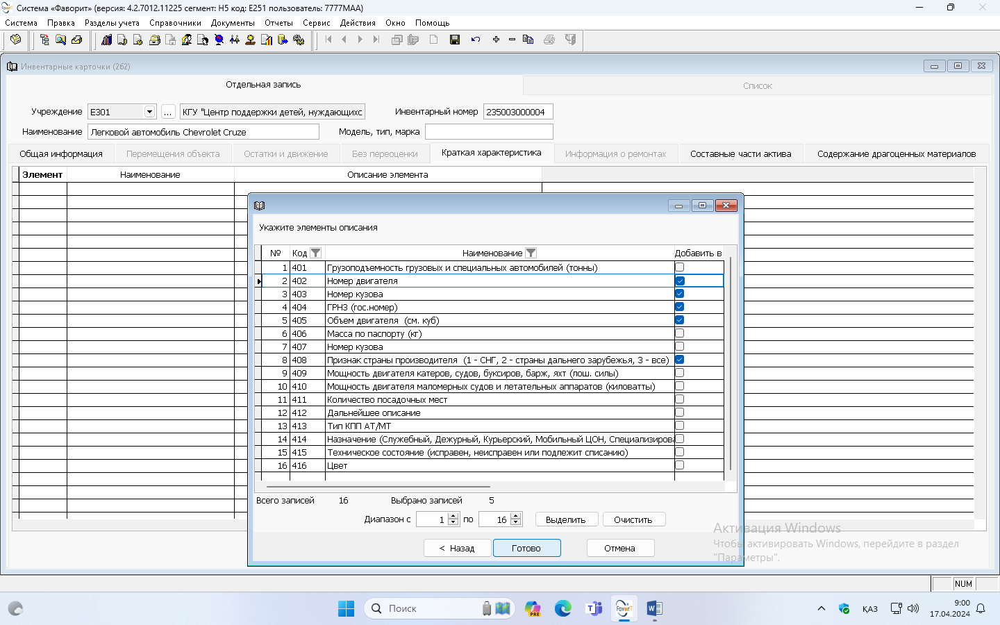 Система «Фаворит» (версия: 4.2.7012.11225 сегмент: H5 код: E251 пользователь: 7777MAA)
Система Правка Разделы учета Справочники Документы Отчеты Сервис Действия Окно Помощь
Инвентарные карточки (262)
Отдельная запись Список
Учреждение E301 ... КГУ "Центр поддержки детей, нуждающихс Инвентарный номер 235003000004
Наименование Легковой автомобиль Chevrolet Cruze Модель, тип, марка
Общая информация Перемещения объекта Остатки и движение Без переоценки Краткая характеристика Информация о ремонтах Составные части актива Содержание драгоценных материалов
Элемент Наименование Описание элемента
Укажите элементы описания
№ Код Наименование Добавить в
1 401 Грузоподъемность грузовых и специальных автомобилей (тонны)
2 402 Номер двигателя
3 403 Номер кузова
4 404 ГРНЗ (гос.номер)
5 405 Объем двигателя (см. куб)
6 406 Масса по паспорту (кг)
7 407 Номер кузова
8 408 Признак страны производителя (1 - СНГ, 2 - страны дальнего зарубежья, 3 - все)
9 409 Мощность двигателя катеров, судов, буксиров, барж, яхт (лош. силы)
10 410 Мощность двигателя маломерных судов и летательных аппаратов (киловатты)
11 411 Количество посадочных мест
12 412 Дальнейшее описание
13 413 Тип КПП АТ/МТ
14 414 Назначение (Служебный, Дежурный, Курьерский, Мобильный ЦОН, Специализирова
15 415 Техническое состояние (исправен, неисправен или подлежит списанию)
16 416 Цвет
Всего записей 16 Выбрано записей 5
Диапазон с 1 по 16 Выделить Очистить
< Назад Готово Отмена
Активация Windows
Чтобы активировать Windows, перейдите в раздел
"Параметры".
NUM
Поиск
PRE
Favorit
ҚАЗ
9:00
17.04.2024